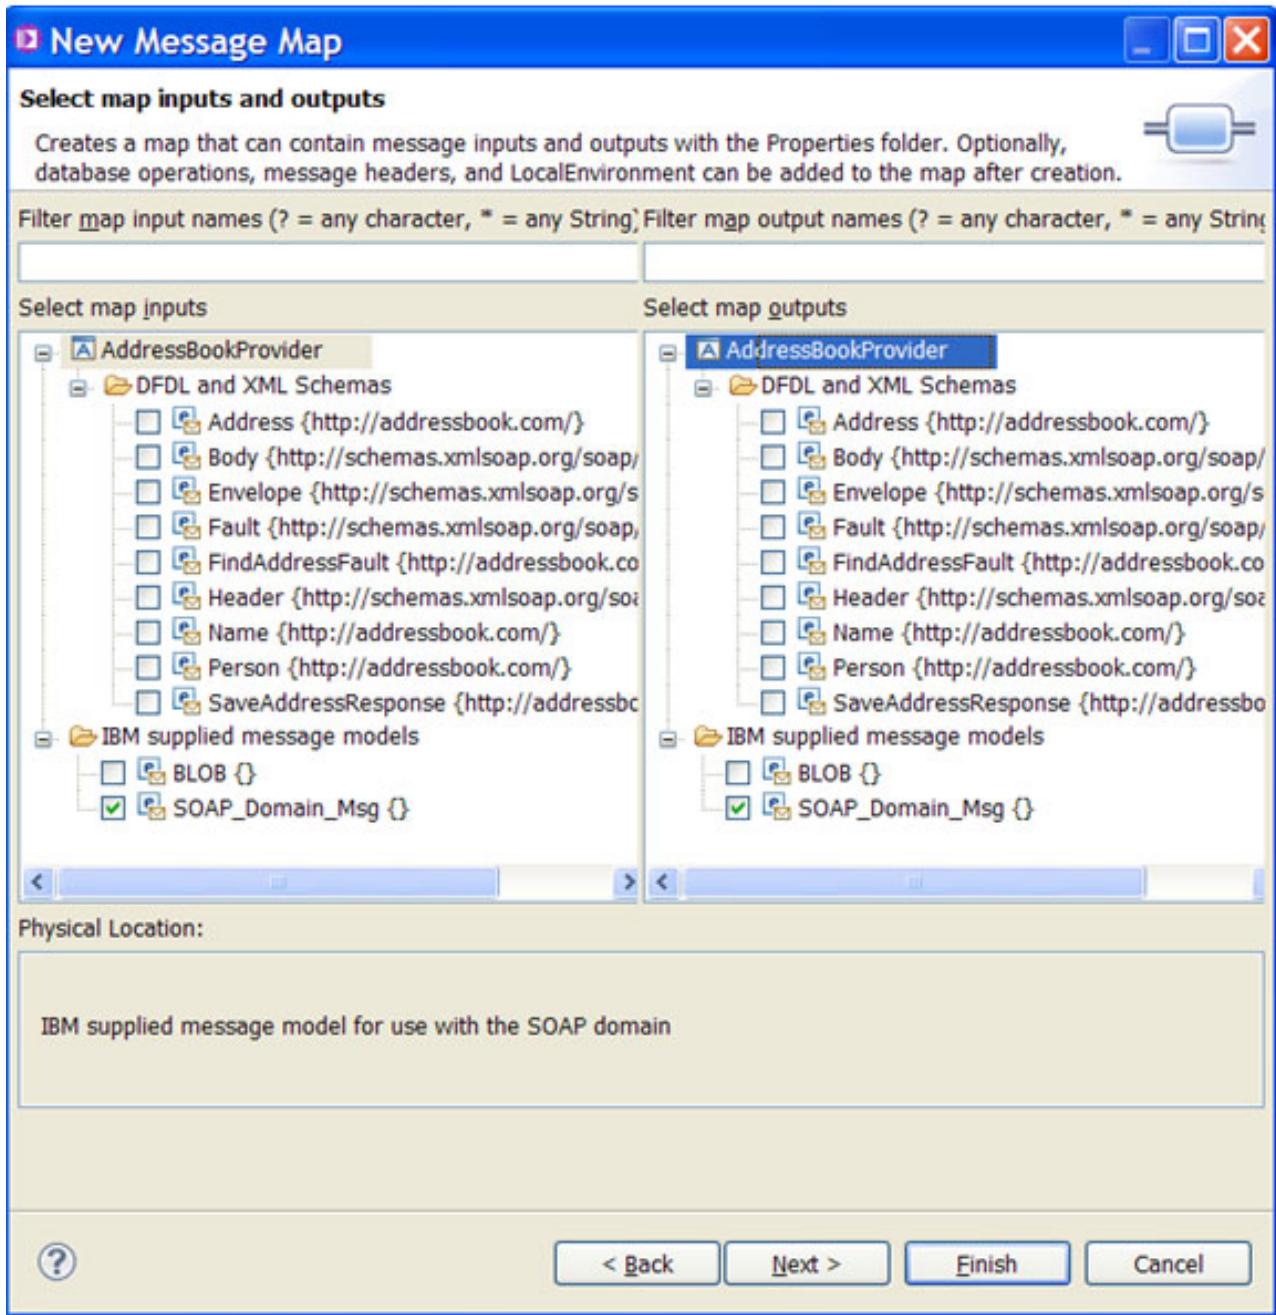 New Message Map
Select map inputs and outputs
Creates a map that can contain message inputs and outputs with the Properties folder. Optionally,
database operations, message headers, and LocalEnvironment can be added to the map after creation.
Filter map input names (? = any character, * = any String)
Select map inputs
AddressBookProvider
DFDL and XML Schemas
Address {http://addressbook.com/}
Body {http://schemas.xmlsoap.org/soap/
Envelope {http://schemas.xmlsoap.org/s
Fault {http://schemas.xmlsoap.org/soap/
FindAddressFault {http://addressbook.co
Header {http://schemas.xmlsoap.org/soa
Name {http://addressbook.com/}
Person {http://addressbook.com/}
SaveAddressResponse {http://addressbo
IBM supplied message models
BLOB {}
SOAP_Domain_Msg {}
Filter map output names (? = any character, * = any String
Select map outputs
AddressBookProvider
DFDL and XML Schemas
Address {http://addressbook.com/}
Body {http://schemas.xmlsoap.org/soap/
Envelope {http://schemas.xmlsoap.org/s
Fault {http://schemas.xmlsoap.org/soap/
FindAddressFault {http://addressbook.co
Header {http://schemas.xmlsoap.org/soa
Name {http://addressbook.com/}
Person {http://addressbook.com/}
SaveAddressResponse {http://addressbo
IBM supplied message models
BLOB {}
SOAP_Domain_Msg {}
Physical Location:
IBM supplied message model for use with the SOAP domain
? < Back Next > Finish Cancel